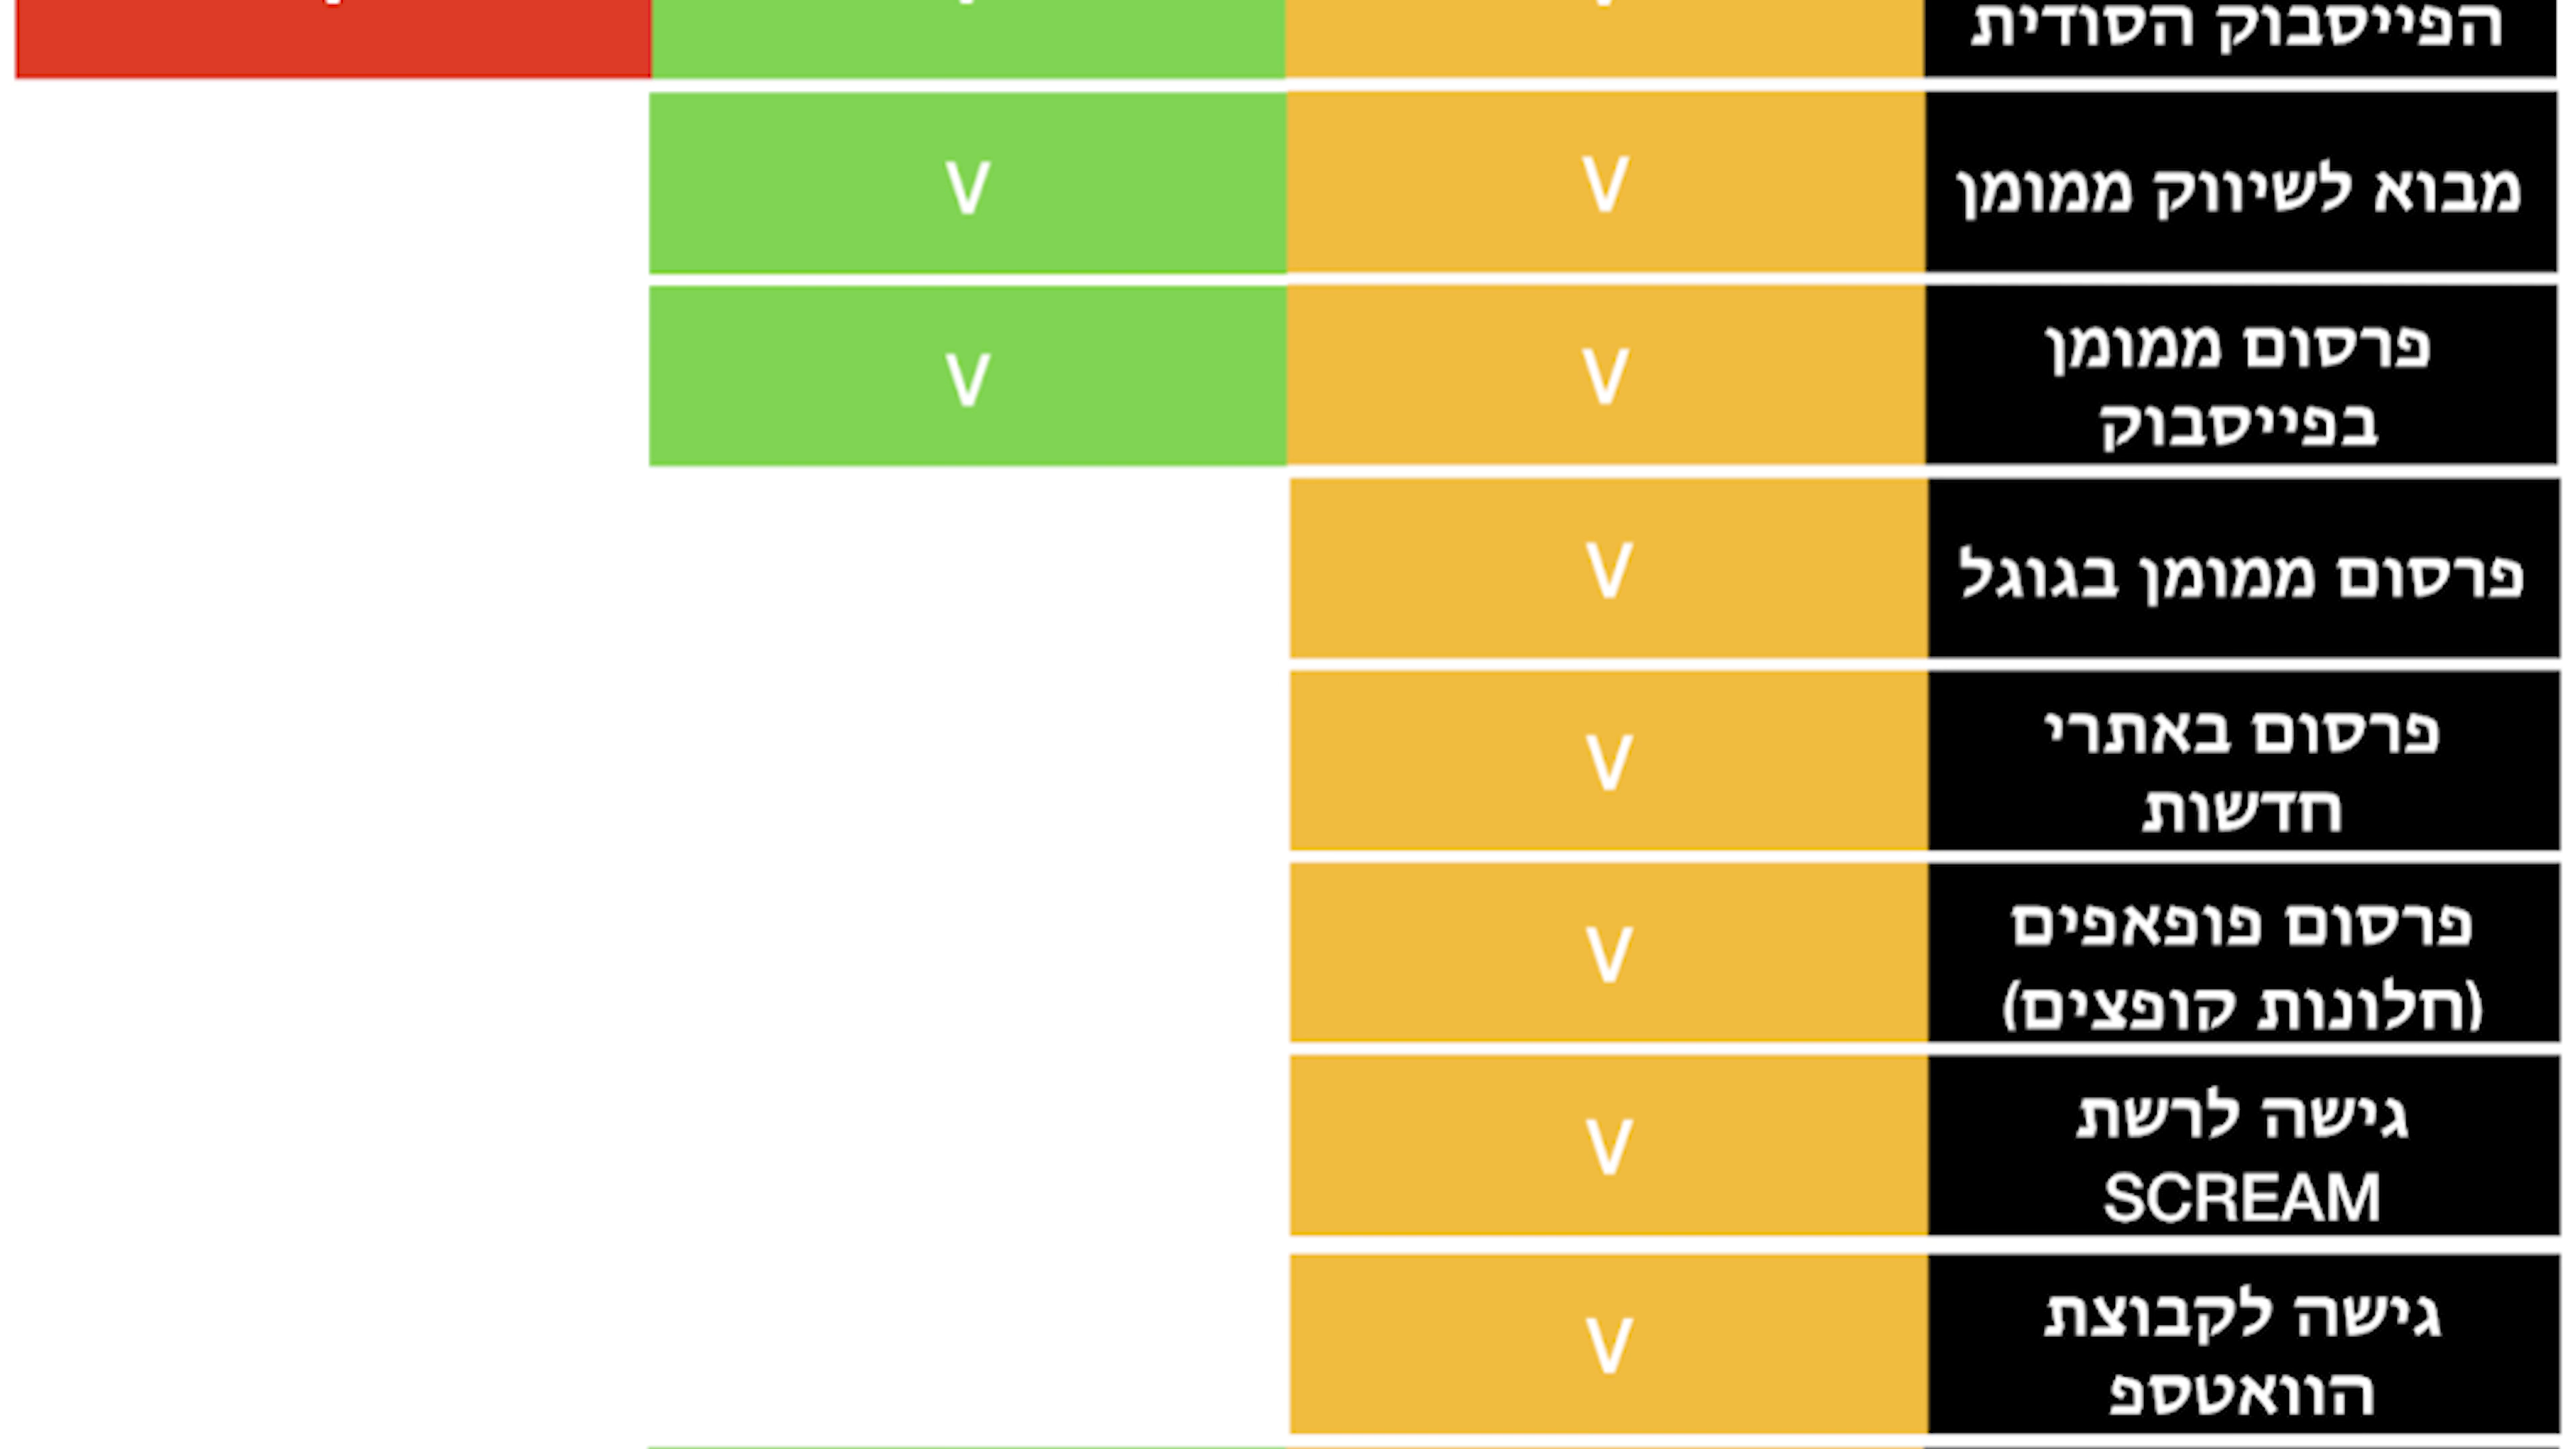 הפייסבוק הסודית
מבוא לשיווק ממומן
V
V
פרסום ממומן
בפייסבוק
V
V
פרסום ממומן בגוגל
V
פרסום באתרי
חדשות
V
פרסום פופאפים
(חלונות קופצים)
V
גישה לרשת
SCREAM
V
גישה לקבוצת
הוואטספ
V